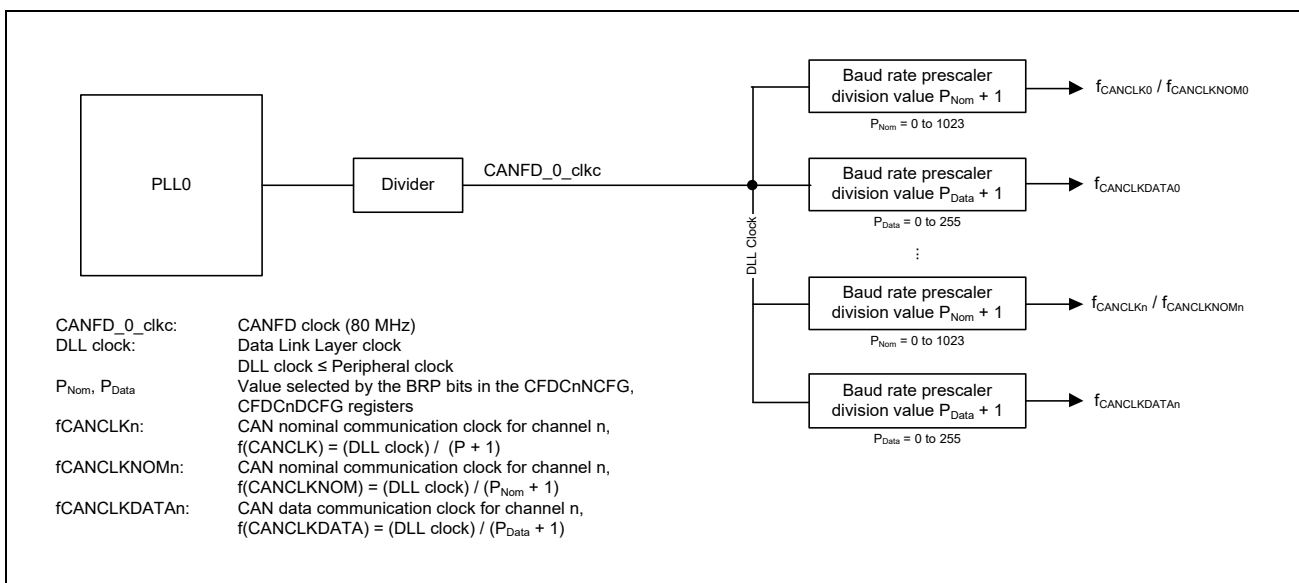 Baud rate prescaler
division value PNom + 1
PNom = 0 to 1023
fCANCLK0 / fCANCLKNOM0
PLL0
Divider
CANFD_0_clkc
Baud rate prescaler
division value PData + 1
PData = 0 to 255
fCANCLKDATA0
DLL Clock
⋮
Baud rate prescaler
division value PNom + 1
PNom = 0 to 1023
fCANCLKn / fCANCLKNOMn
Baud rate prescaler
division value PData + 1
PData = 0 to 255
fCANCLKDATAn
CANFD_0_clkc: CANFD clock (80 MHz)
DLL clock: Data Link Layer clock
DLL clock ≤ Peripheral clock
PNom, PData Value selected by the BRP bits in the CFDCnNCFG,
CFDCnDCFG registers
fCANCLKn: CAN nominal communication clock for channel n,
f(CANCLK) = (DLL clock) / (P + 1)
fCANCLKNOMn: CAN nominal communication clock for channel n,
f(CANCLKNOM) = (DLL clock) / (PNom + 1)
fCANCLKDATAn: CAN data communication clock for channel n,
f(CANCLKDATA) = (DLL clock) / (PData + 1)